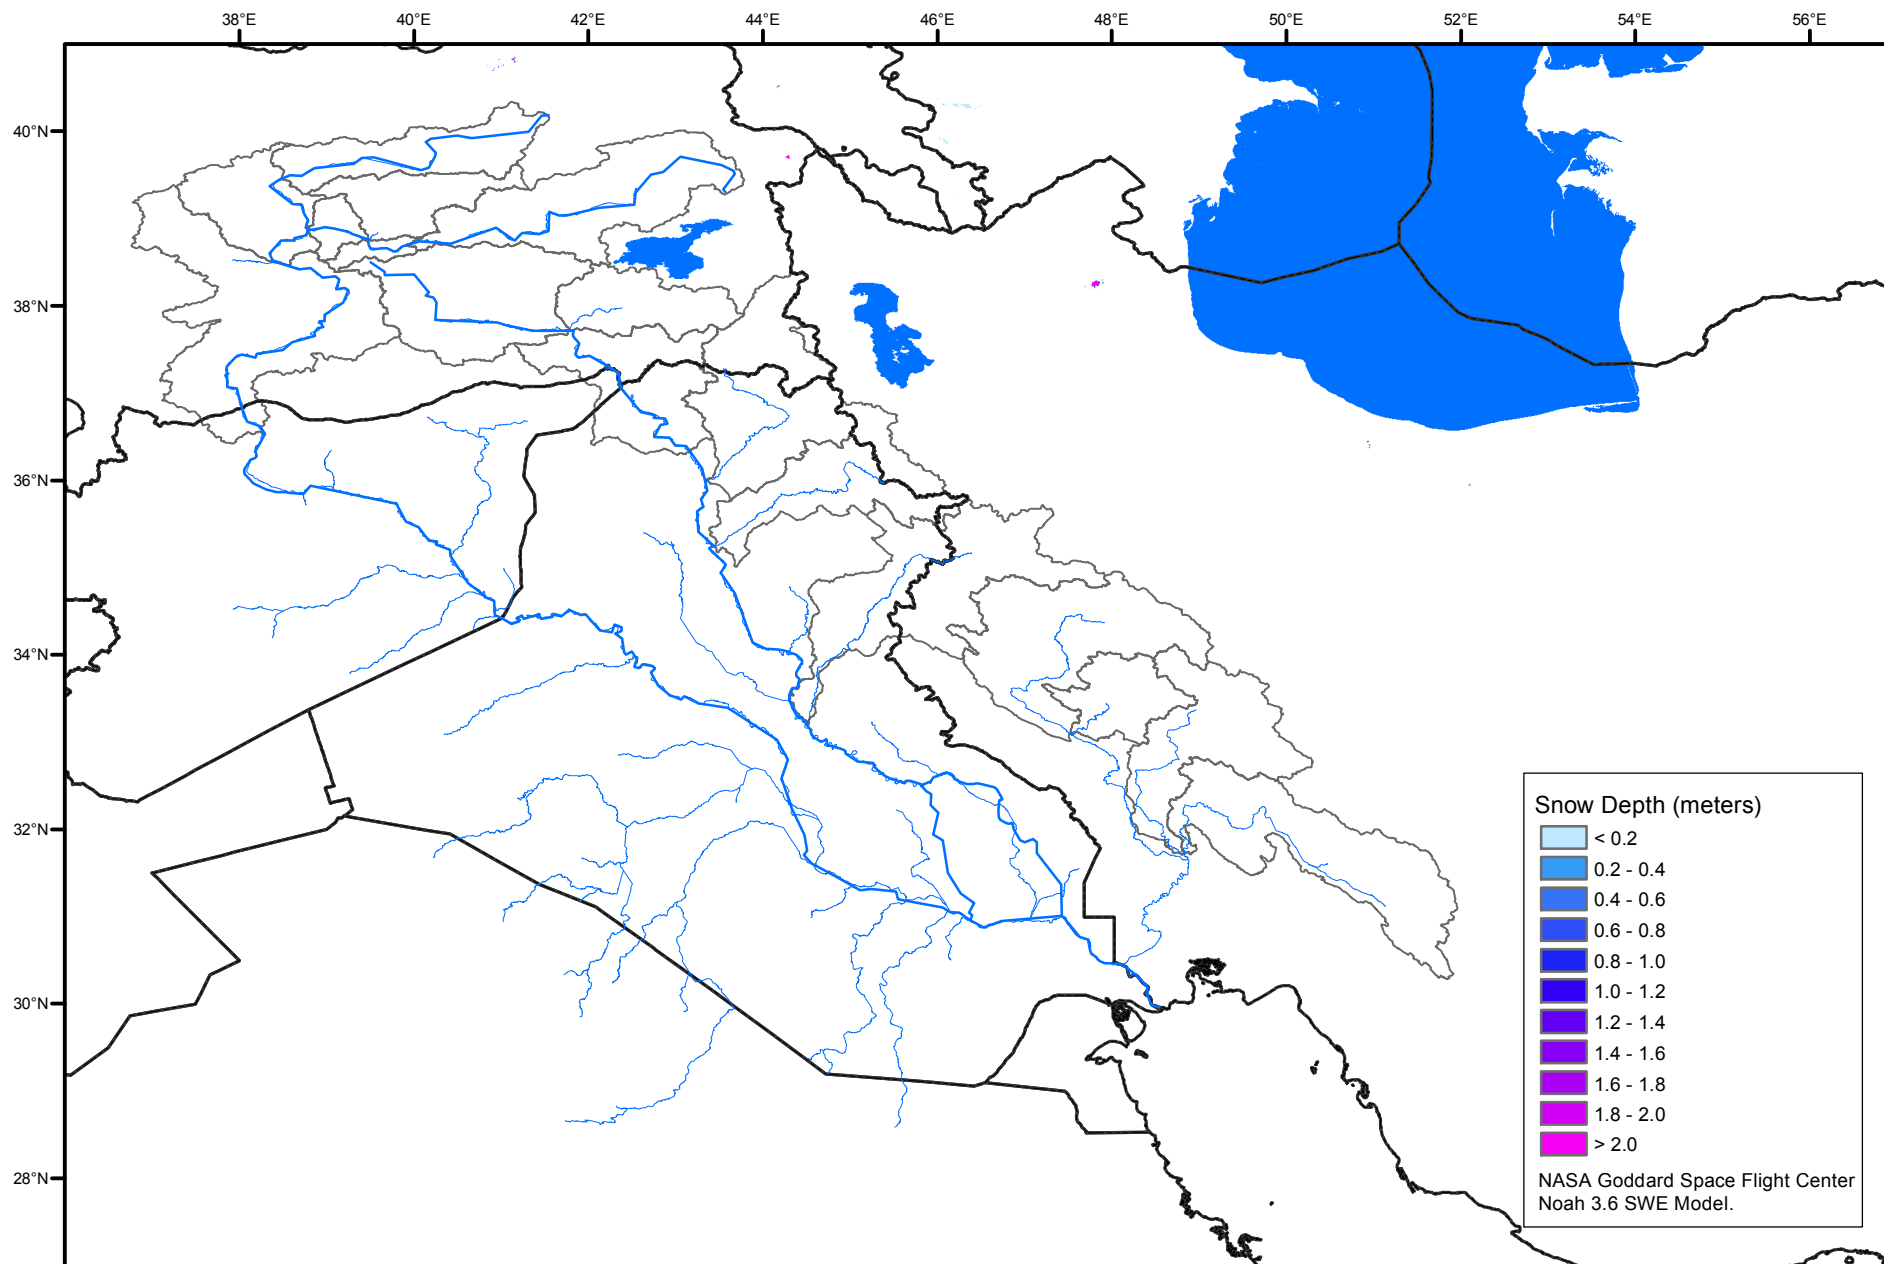 38°E 40°E 42°E 44°E 46°E 48°E 50°E 52°E 54°E 56°E
40°N
38°N
36°N
34°N
32°N
30°N
28°N
Snow Depth (meters)
< 0.2
0.2 - 0.4
0.4 - 0.6
0.6 - 0.8
0.8 - 1.0
1.0 - 1.2
1.2 - 1.4
1.4 - 1.6
1.6 - 1.8
1.8 - 2.0
> 2.0
NASA Goddard Space Flight Center
Noah 3.6 SWE Model.